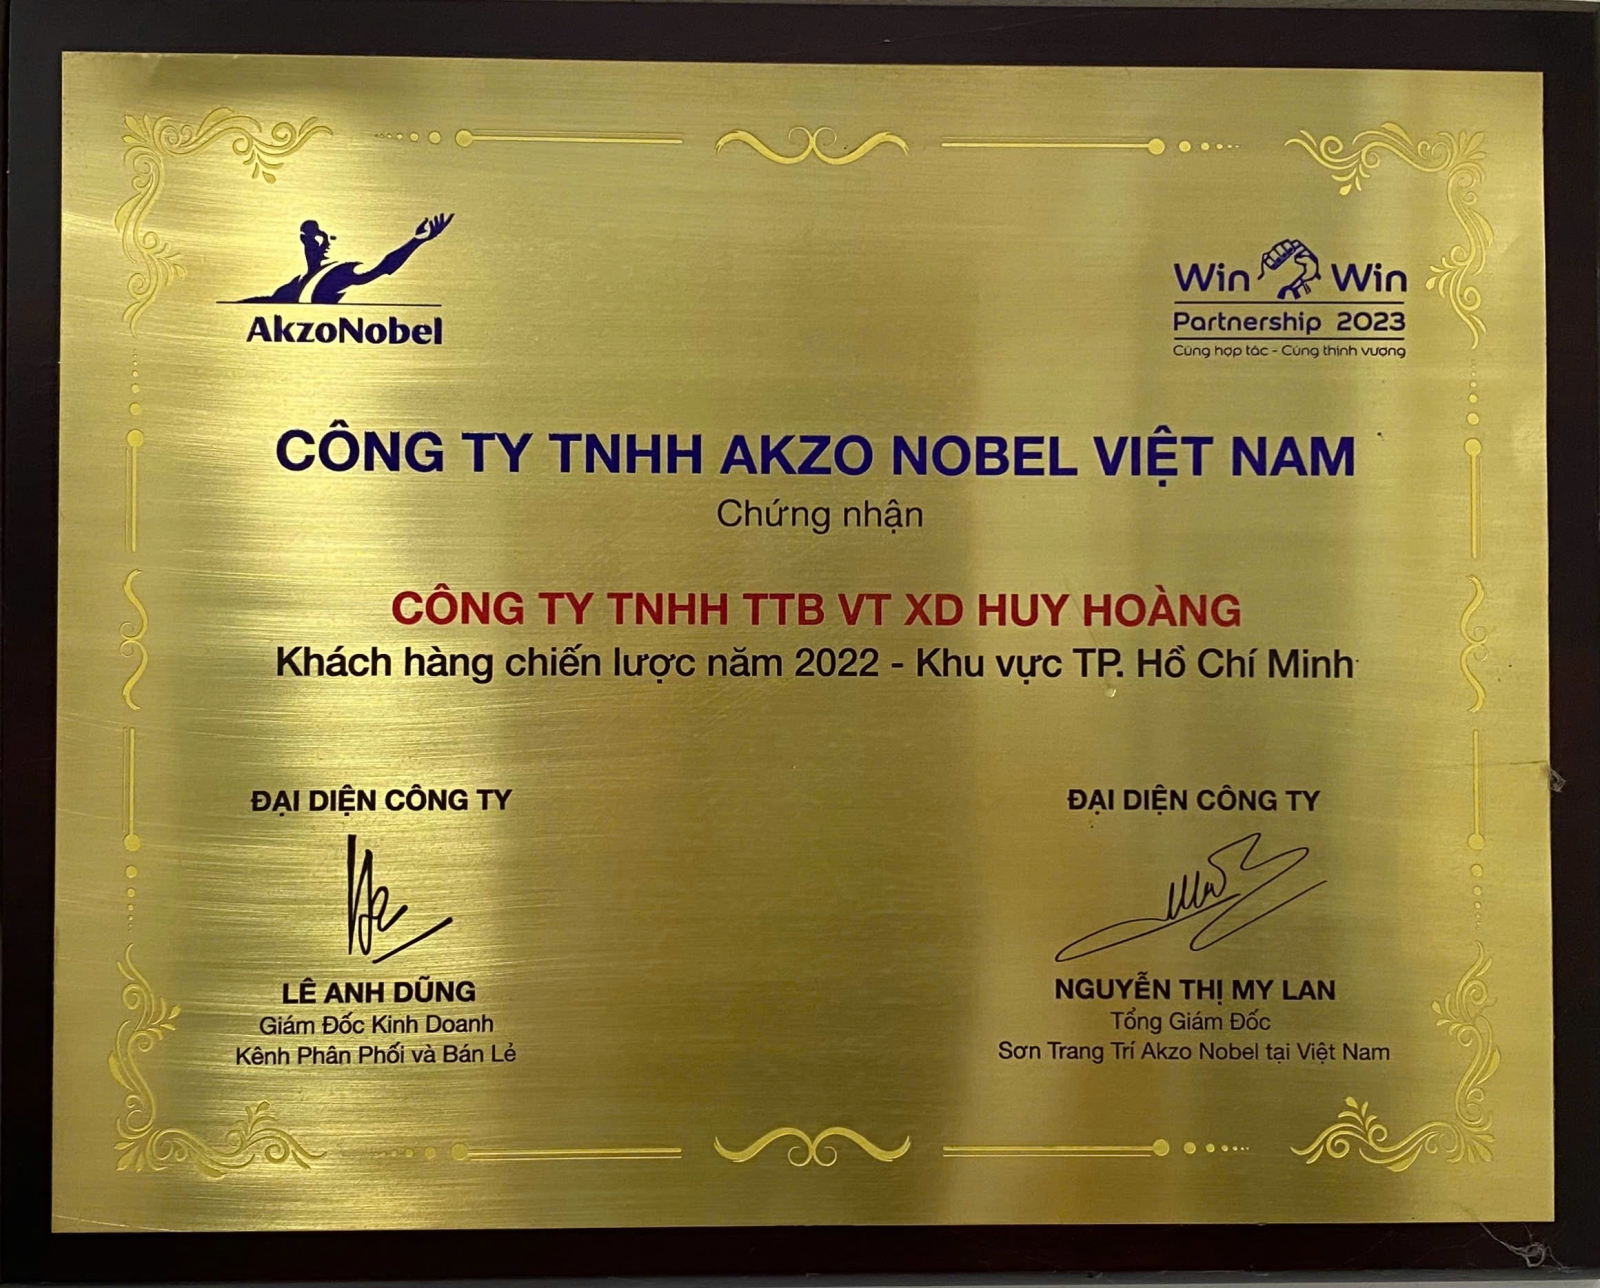 AkzoNobel
Win Win
Partnership 2023
Cùng hợp tác - Cùng thịnh vượng
CÔNG TY TNHH AKZO NOBEL VIỆT NAM
Chứng nhận
CÔNG TY TNHH TTB VT XD HUY HOÀNG
Khách hàng chiến lược năm 2022 - Khu vực TP. Hồ Chí Minh
ĐẠI DIỆN CÔNG TY
LÊ ANH DŨNG
Giám Đốc Kinh Doanh
Kênh Phân Phối và Bán Lẻ
ĐẠI DIỆN CÔNG TY
NGUYỄN THỊ MY LAN
Tổng Giám Đốc
Sơn Trang Trí Akzo Nobel tại Việt Nam